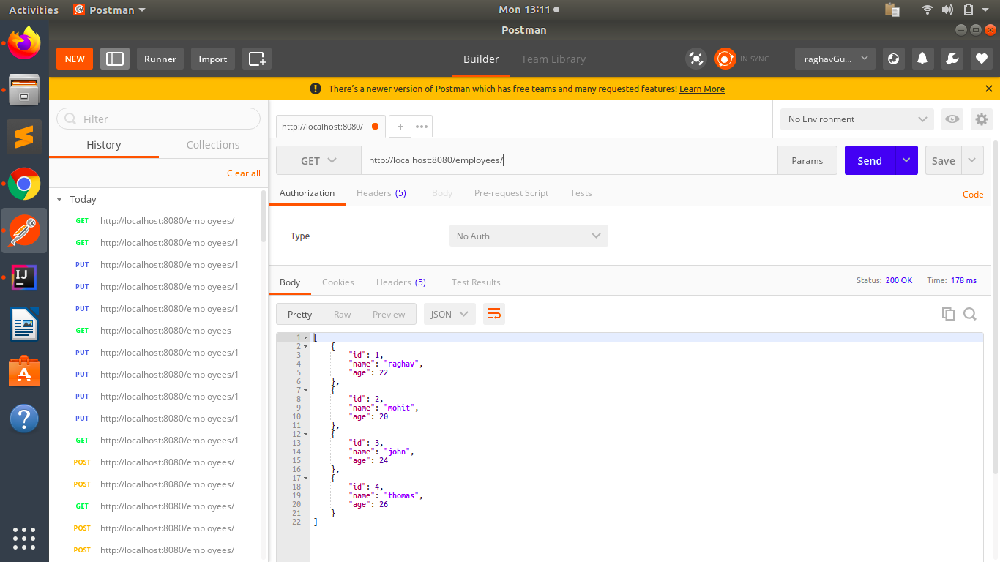 Activities Postman Mon 13:11
Postman
NEW Runner Import Builder Team Library IN SYNC raghavGu...
There's a newer version of Postman which has free teams and many requested features! Learn More
Filter
History Collections
Clear all
Today
GET http://localhost:8080/employees/
GET http://localhost:8080/employees/1
PUT http://localhost:8080/employees/1
PUT http://localhost:8080/employees/1
PUT http://localhost:8080/employees/1
GET http://localhost:8080/employees
PUT http://localhost:8080/employees/1
PUT http://localhost:8080/employees/1
PUT http://localhost:8080/employees/1
PUT http://localhost:8080/employees/1
GET http://localhost:8080/employees/1
POST http://localhost:8080/employees/
POST http://localhost:8080/employees/
GET http://localhost:8080/employees/
POST http://localhost:8080/employees/
POST http://localhost:8080/employees/
http://localhost:8080/ + ••• No Environment
GET http://localhost:8080/employees/ Params Send Save
Authorization Headers (5) Body Pre-request Script Tests Code
Type No Auth
Body Cookies Headers (5) Test Results Status: 200 OK Time: 178 ms
Pretty Raw Preview JSON
1 [
2 {
3 "id": 1,
4 "name": "raghav",
5 "age": 22
6 },
7 {
8 "id": 2,
9 "name": "mohit",
10 "age": 20
11 },
12 {
13 "id": 3,
14 "name": "john",
15 "age": 24
16 },
17 {
18 "id": 4,
19 "name": "thomas",
20 "age": 26
21 }
22 ]
IJ
A
?